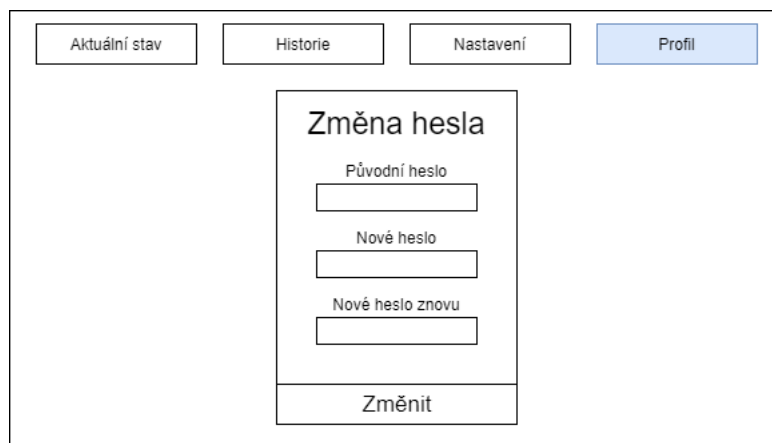 Aktuální stav
Historie
Nastavení
Profil
Změna hesla
Původní heslo
Nové heslo
Nové heslo znovu
Změnit